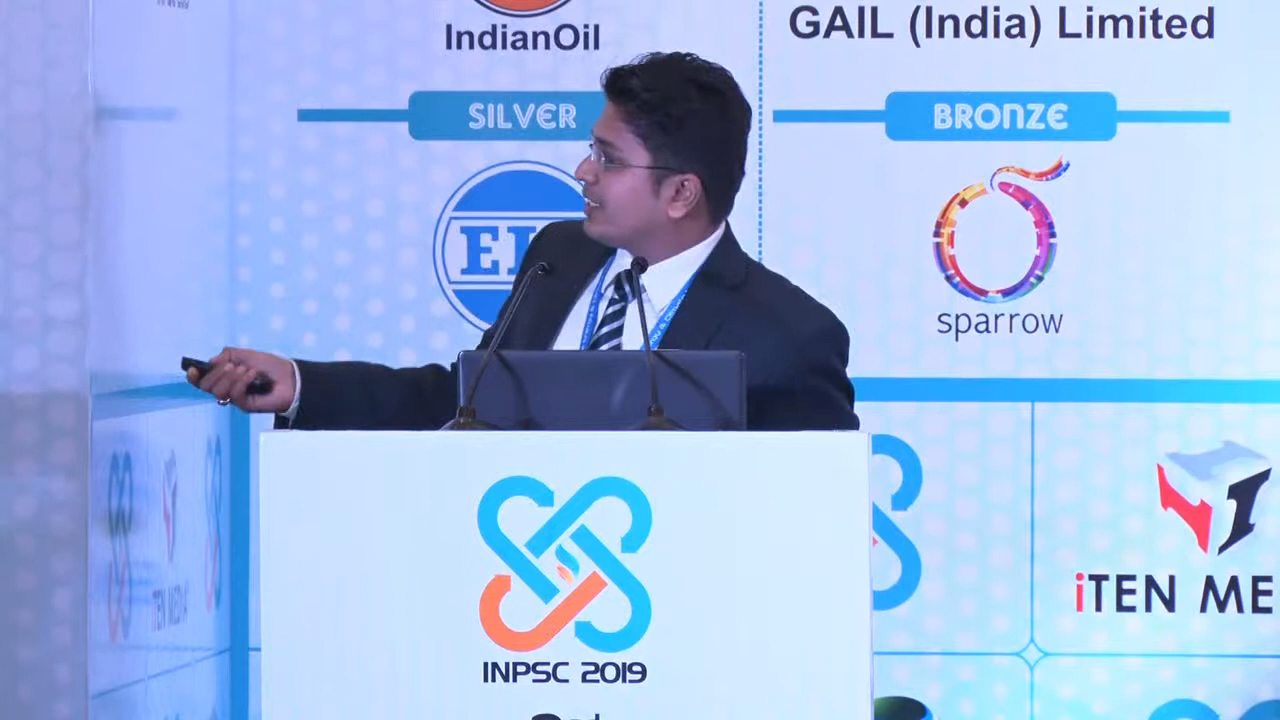 IndianOil
GAIL (India) Limited
SILVER
BRONZE
sparrow
iTEN ME
INPSC 2019